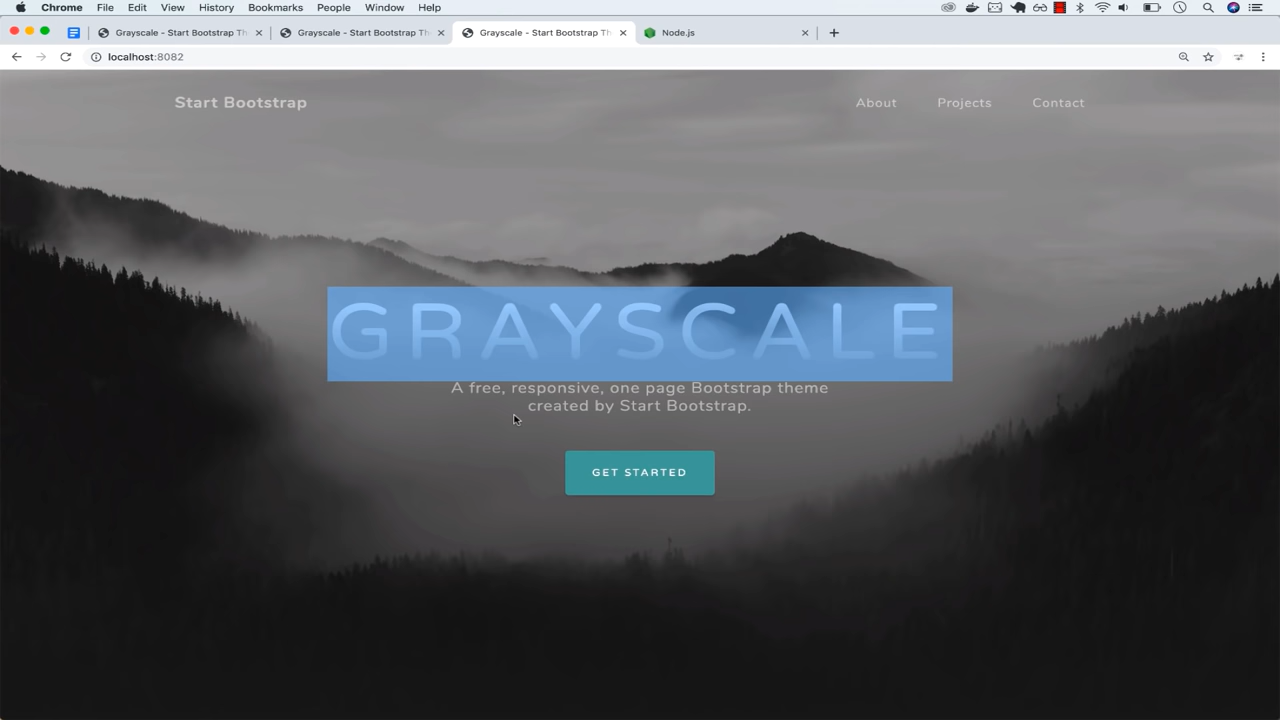 Chrome File Edit View History Bookmarks People Window Help
Grayscale - Start Bootstrap Th Grayscale - Start Bootstrap Th Grayscale - Start Bootstrap Th Node.js
localhost:8082
Start Bootstrap About Projects Contact
GRAYSCALE
A free, responsive, one page Bootstrap theme
created by Start Bootstrap.
GET STARTED